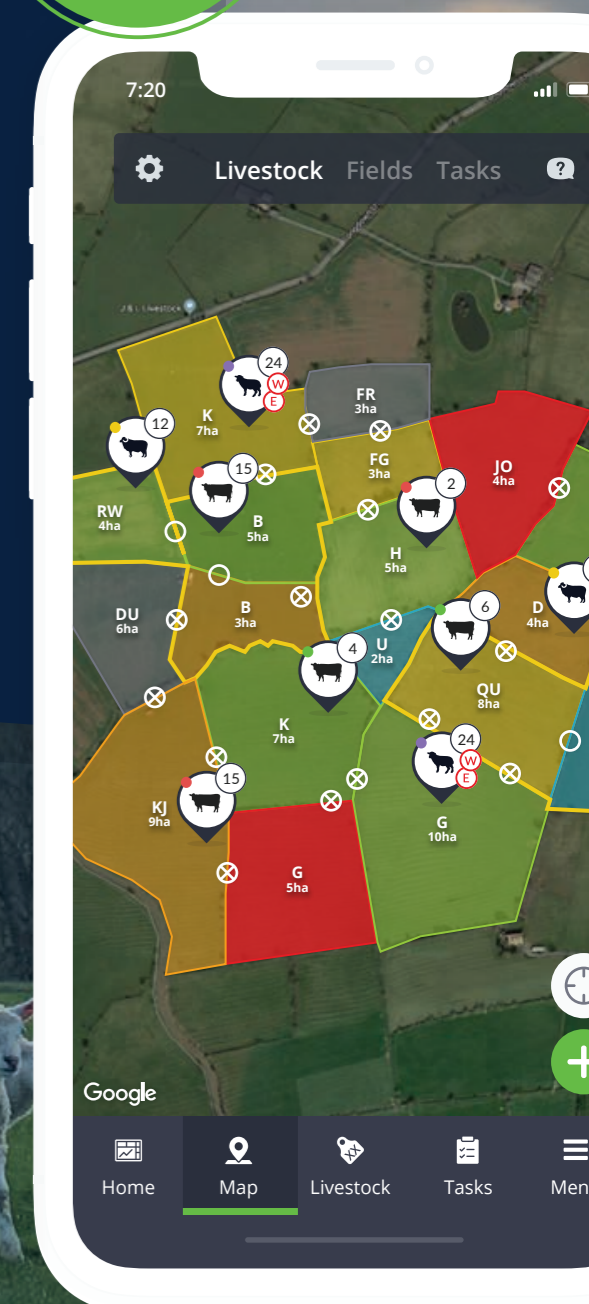 7:20
Livestock Fields Tasks ?
J & L Livestock
24
W
E
K
7ha
FR
3ha
12
15
FG
3ha
JO
4ha
2
RW
4ha
B
5ha
H
5ha
DU
6ha
B
3ha
6
D
4ha
4
U
2ha
QU
8ha
K
7ha
24
W
E
15
KJ
9ha
G
10ha
G
5ha
Google
Home Map Livestock Tasks Men